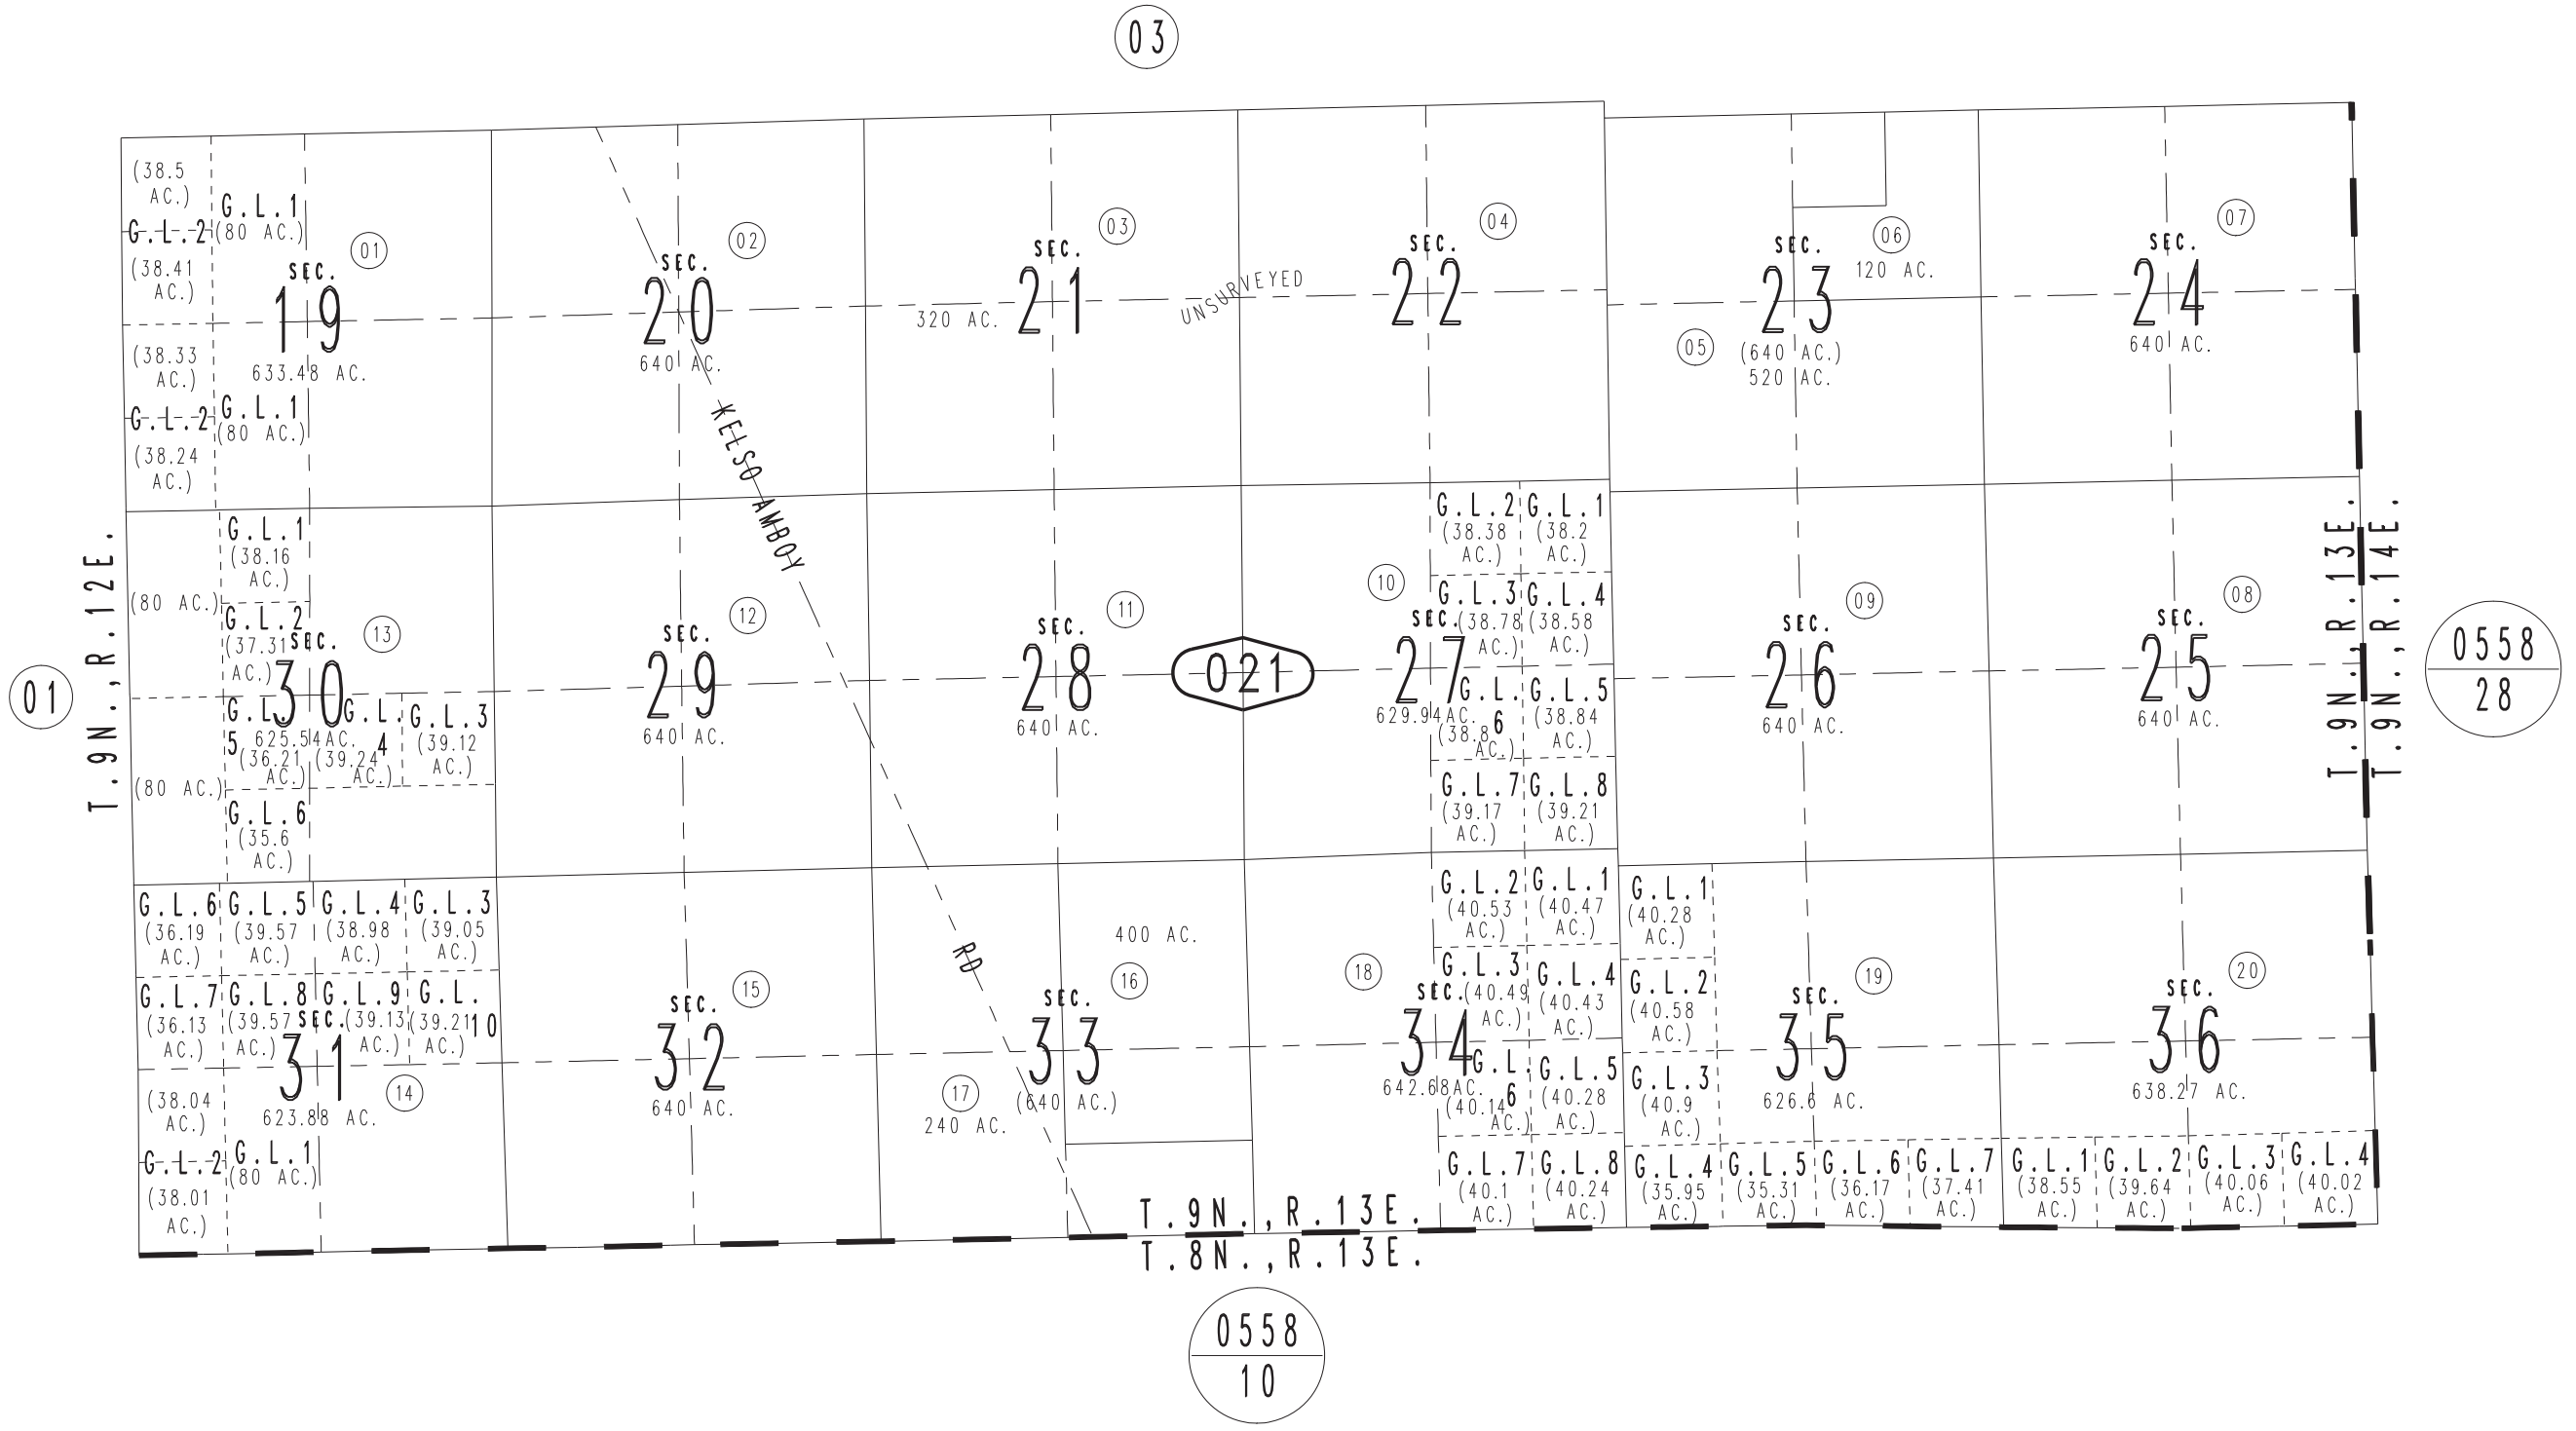 03
(38.5
AC.)
G.L.2
(38.41
AC.)
G.L.1
(80 AC.)
01
SEC.
19
633.48 AC.
(38.33
AC.)
G.L.2
(38.24
AC.)
G.L.1
(80 AC.)
02
SEC.
20
640 AC.
03
SEC.
21
320 AC.
UNSURVEYED
04
SEC.
22
05
SEC.
23
(640 AC.)
520 AC.
06
120 AC.
07
SEC.
24
640 AC.
KELSO AMBOY
RD
T.9N.,R.12E.
01
G.L.1
(38.16
AC.)
(80 AC.)
G.L.2
(37.31
AC.)
SEC.
30
13
625.54AC.
G.L.
5
(36.21
AC.)
G.L.
4
(39.24
AC.)
G.L.3
(39.12
AC.)
(80 AC.)
G.L.6
(35.6
AC.)
12
SEC.
29
640 AC.
11
SEC.
28
640 AC.
021
10
SEC.
27
629.94AC.
G.L.2
(38.38
AC.)
G.L.1
(38.2
AC.)
G.L.3
(38.78
AC.)
G.L.4
(38.58
AC.)
G.L.
6
(38.8
AC.)
G.L.5
(38.84
AC.)
G.L.7
(39.17
AC.)
G.L.8
(39.21
AC.)
09
SEC.
26
640 AC.
08
SEC.
25
640 AC.
T.9N.,R.13E.
T.9N.,R.14E.
0558
28
G.L.6
(36.19
AC.)
G.L.5
(39.57
AC.)
G.L.4
(38.98
AC.)
G.L.3
(39.05
AC.)
G.L.7
(36.13
AC.)
G.L.8
(39.57
AC.)
G.L.9
(39.13
AC.)
G.L.
10
(39.21
AC.)
SEC.
31
14
623.88 AC.
(38.04
AC.)
G.L.2
(38.01
AC.)
G.L.1
(80 AC.)
15
SEC.
32
640 AC.
400 AC.
16
SEC.
33
(640 AC.)
17
240 AC.
18
SEC.
34
642.68AC.
G.L.2
(40.53
AC.)
G.L.1
(40.47
AC.)
G.L.3
(40.49
AC.)
G.L.4
(40.43
AC.)
G.L.
6
(40.14
AC.)
G.L.5
(40.28
AC.)
G.L.7
(40.1
AC.)
G.L.8
(40.24
AC.)
G.L.1
(40.28
AC.)
G.L.2
(40.58
AC.)
G.L.3
(40.9
AC.)
19
SEC.
35
626.6 AC.
G.L.4
(35.95
AC.)
G.L.5
(35.31
AC.)
G.L.6
(36.17
AC.)
G.L.7
(37.41
AC.)
20
SEC.
36
638.27 AC.
G.L.1
(38.55
AC.)
G.L.2
(39.64
AC.)
G.L.3
(40.06
AC.)
G.L.4
(40.02
AC.)
T.9N.,R.13E.
T.8N.,R.13E.
0558
10